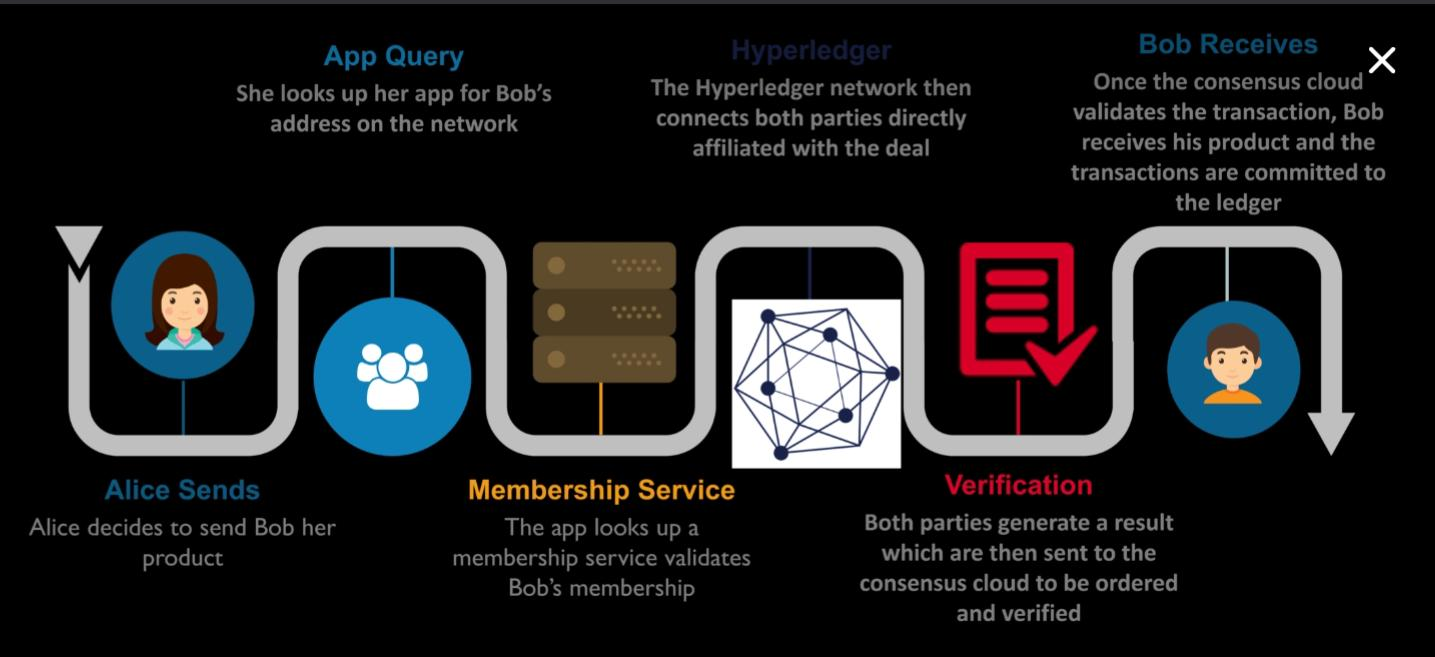 App Query
She looks up her app for Bob's
address on the network
Hyperledger
The Hyperledger network then
connects both parties directly
affiliated with the deal
Bob Receives
Once the consensus cloud
validates the transaction, Bob
receives his product and the
transactions are committed to
the ledger
Alice Sends
Alice decides to send Bob her
product
Membership Service
The app looks up a
membership service validates
Bob's membership
Verification
Both parties generate a result
which are then sent to the
consensus cloud to be ordered
and verified